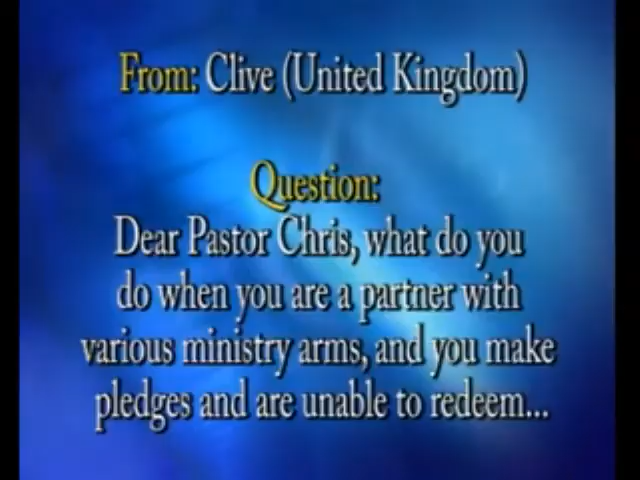 From: Clive (United Kingdom)
Question:
Dear Pastor Chris, what do you
do when you are a partner with
various ministry arms, and you make
pledges and are unable to redeem...